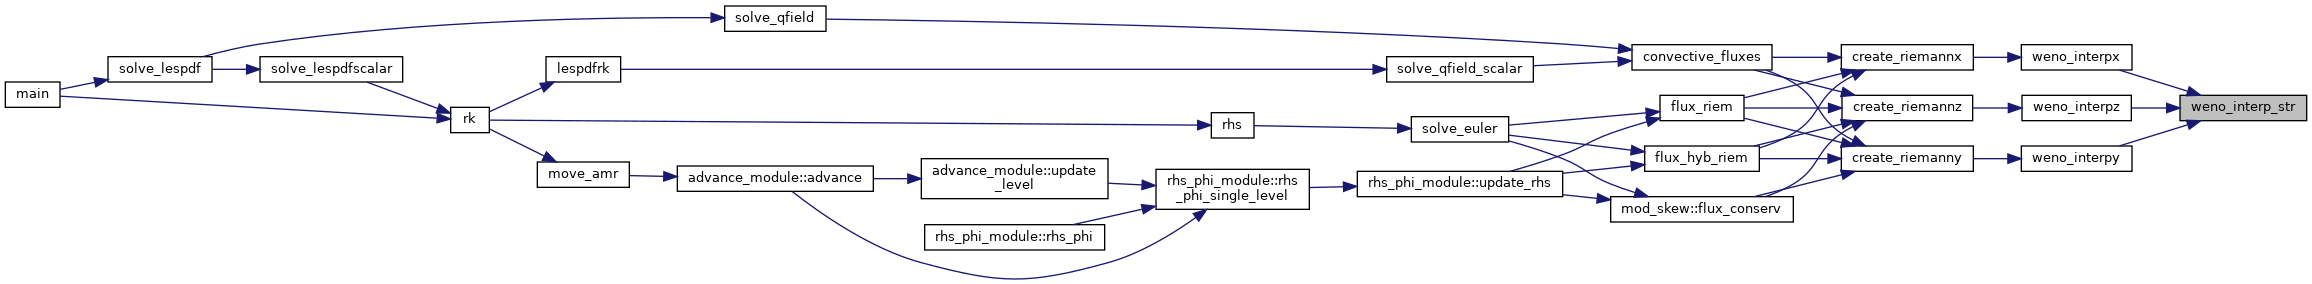 main
solve_lespdf
solve_lespdfscalar
rk
lespdfrk
move_amr
solve_qfield
advance_module::advance
advance_module::update
_level
rhs_phi_module::rhs_phi
rhs
rhs_phi_module::rhs
_phi_single_level
solve_qfield_scalar
solve_euler
rhs_phi_module::update_rhs
convective_fluxes
flux_riem
flux_hyb_riem
mod_skew::flux_conserv
create_riemannx
create_riemannz
create_riemanny
weno_interpx
weno_interpz
weno_interpy
weno_interp_str